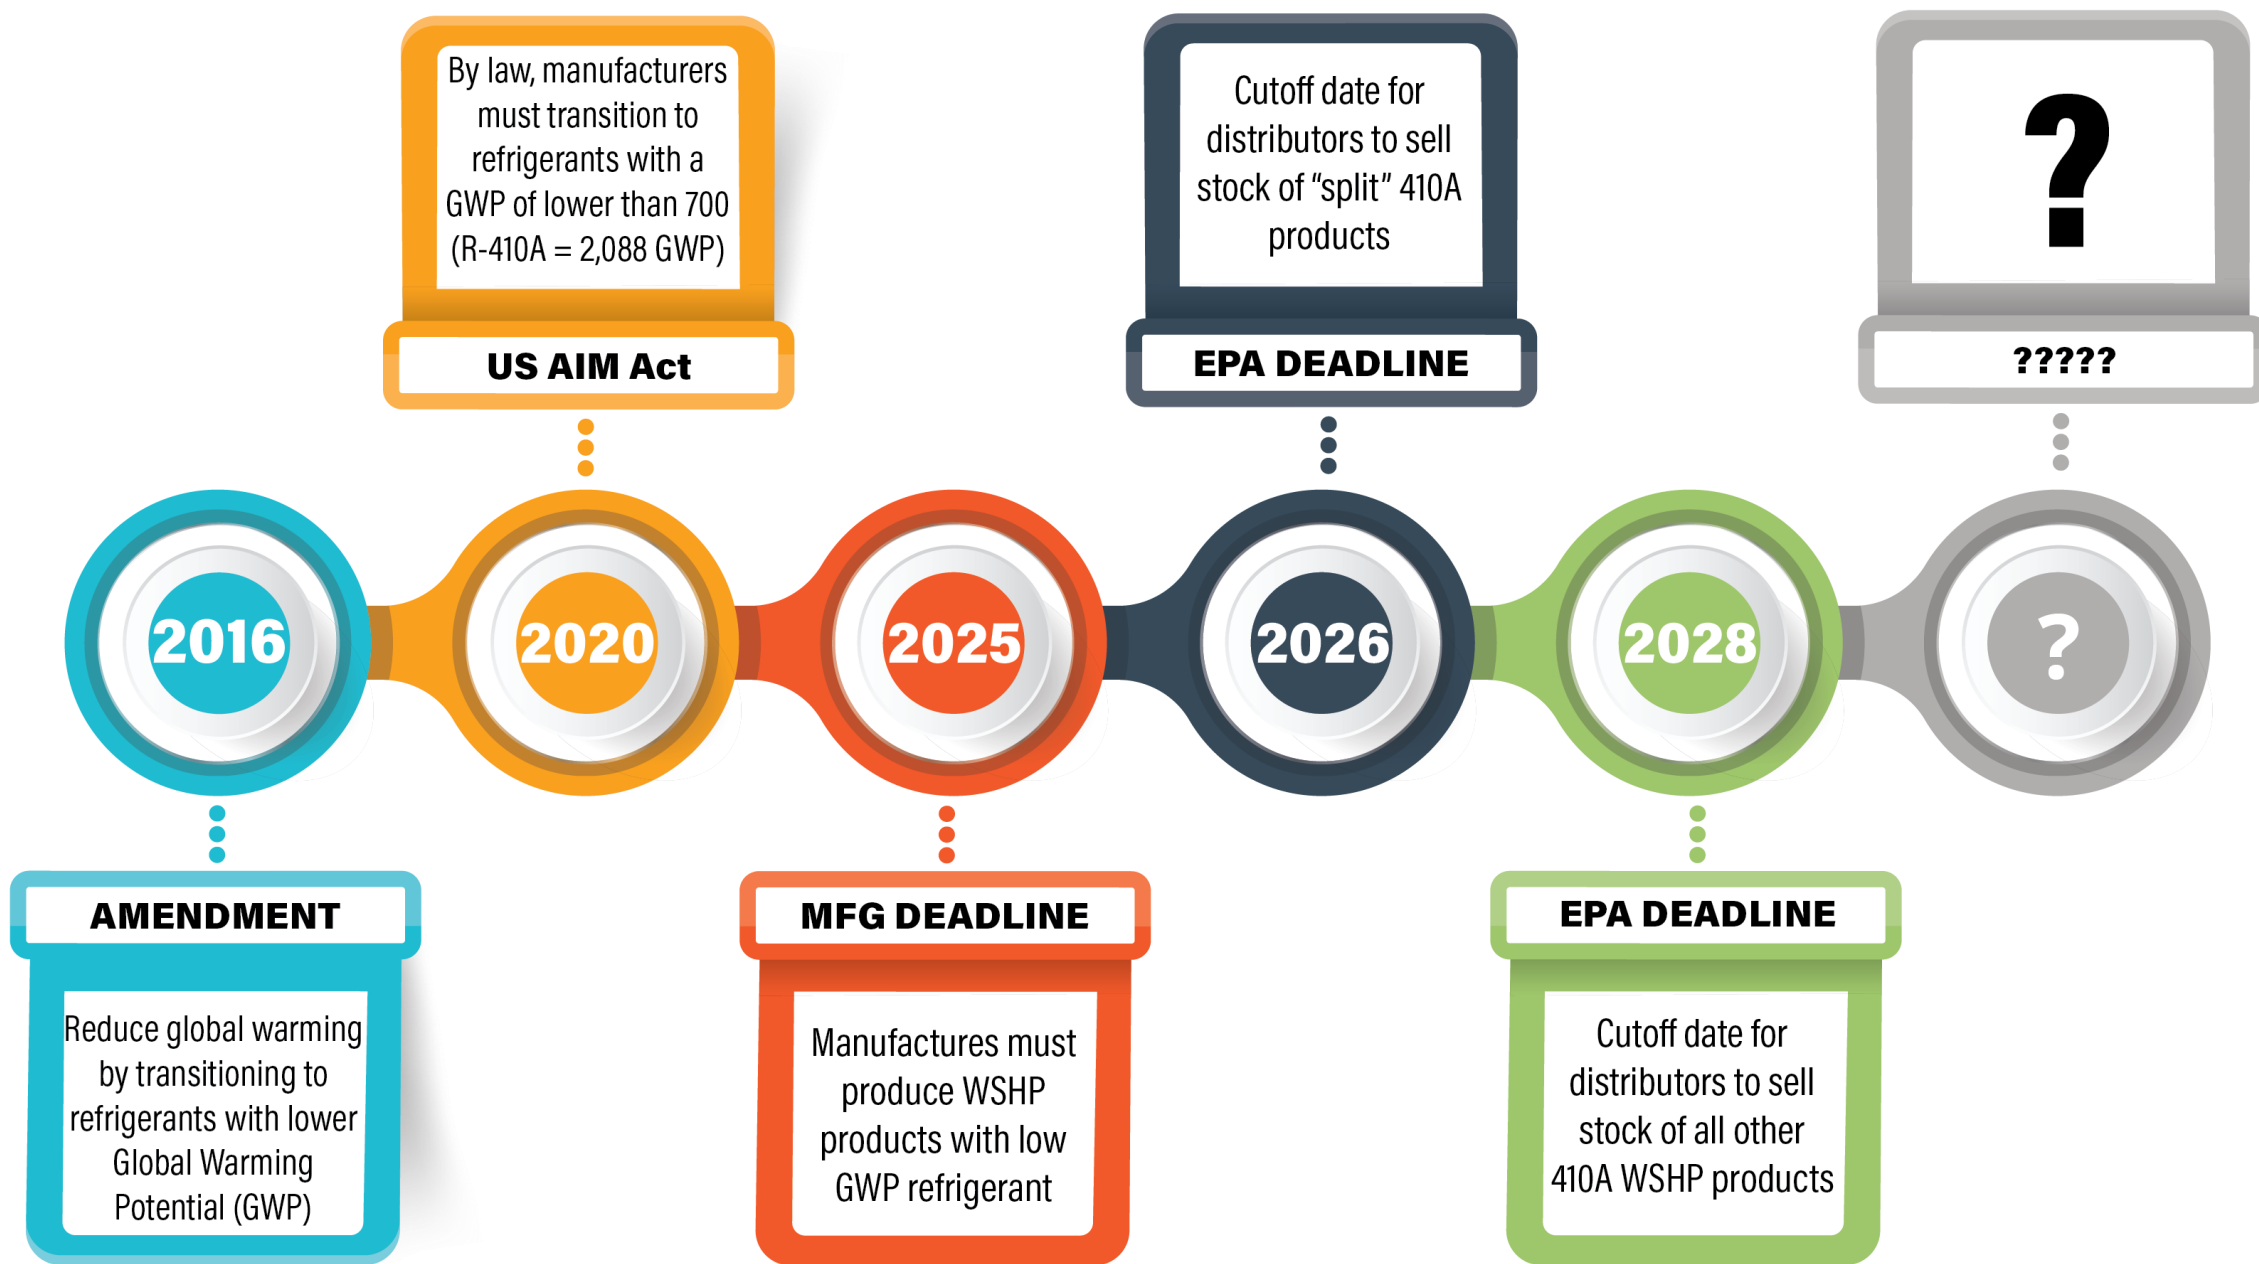 By law, manufacturers
must transition to
refrigerants with a
GWP of lower than 700
(R-410A = 2,088 GWP)
US AIM Act
Cutoff date for
distributors to sell
stock of “split” 410A
products
EPA DEADLINE
?
?????
2016
2020
2025
2026
2028
?
AMENDMENT
Reduce global warming
by transitioning to
refrigerants with lower
Global Warming
Potential (GWP)
MFG DEADLINE
Manufactures must
produce WSHP
products with low
GWP refrigerant
EPA DEADLINE
Cutoff date for
distributors to sell
stock of all other
410A WSHP products